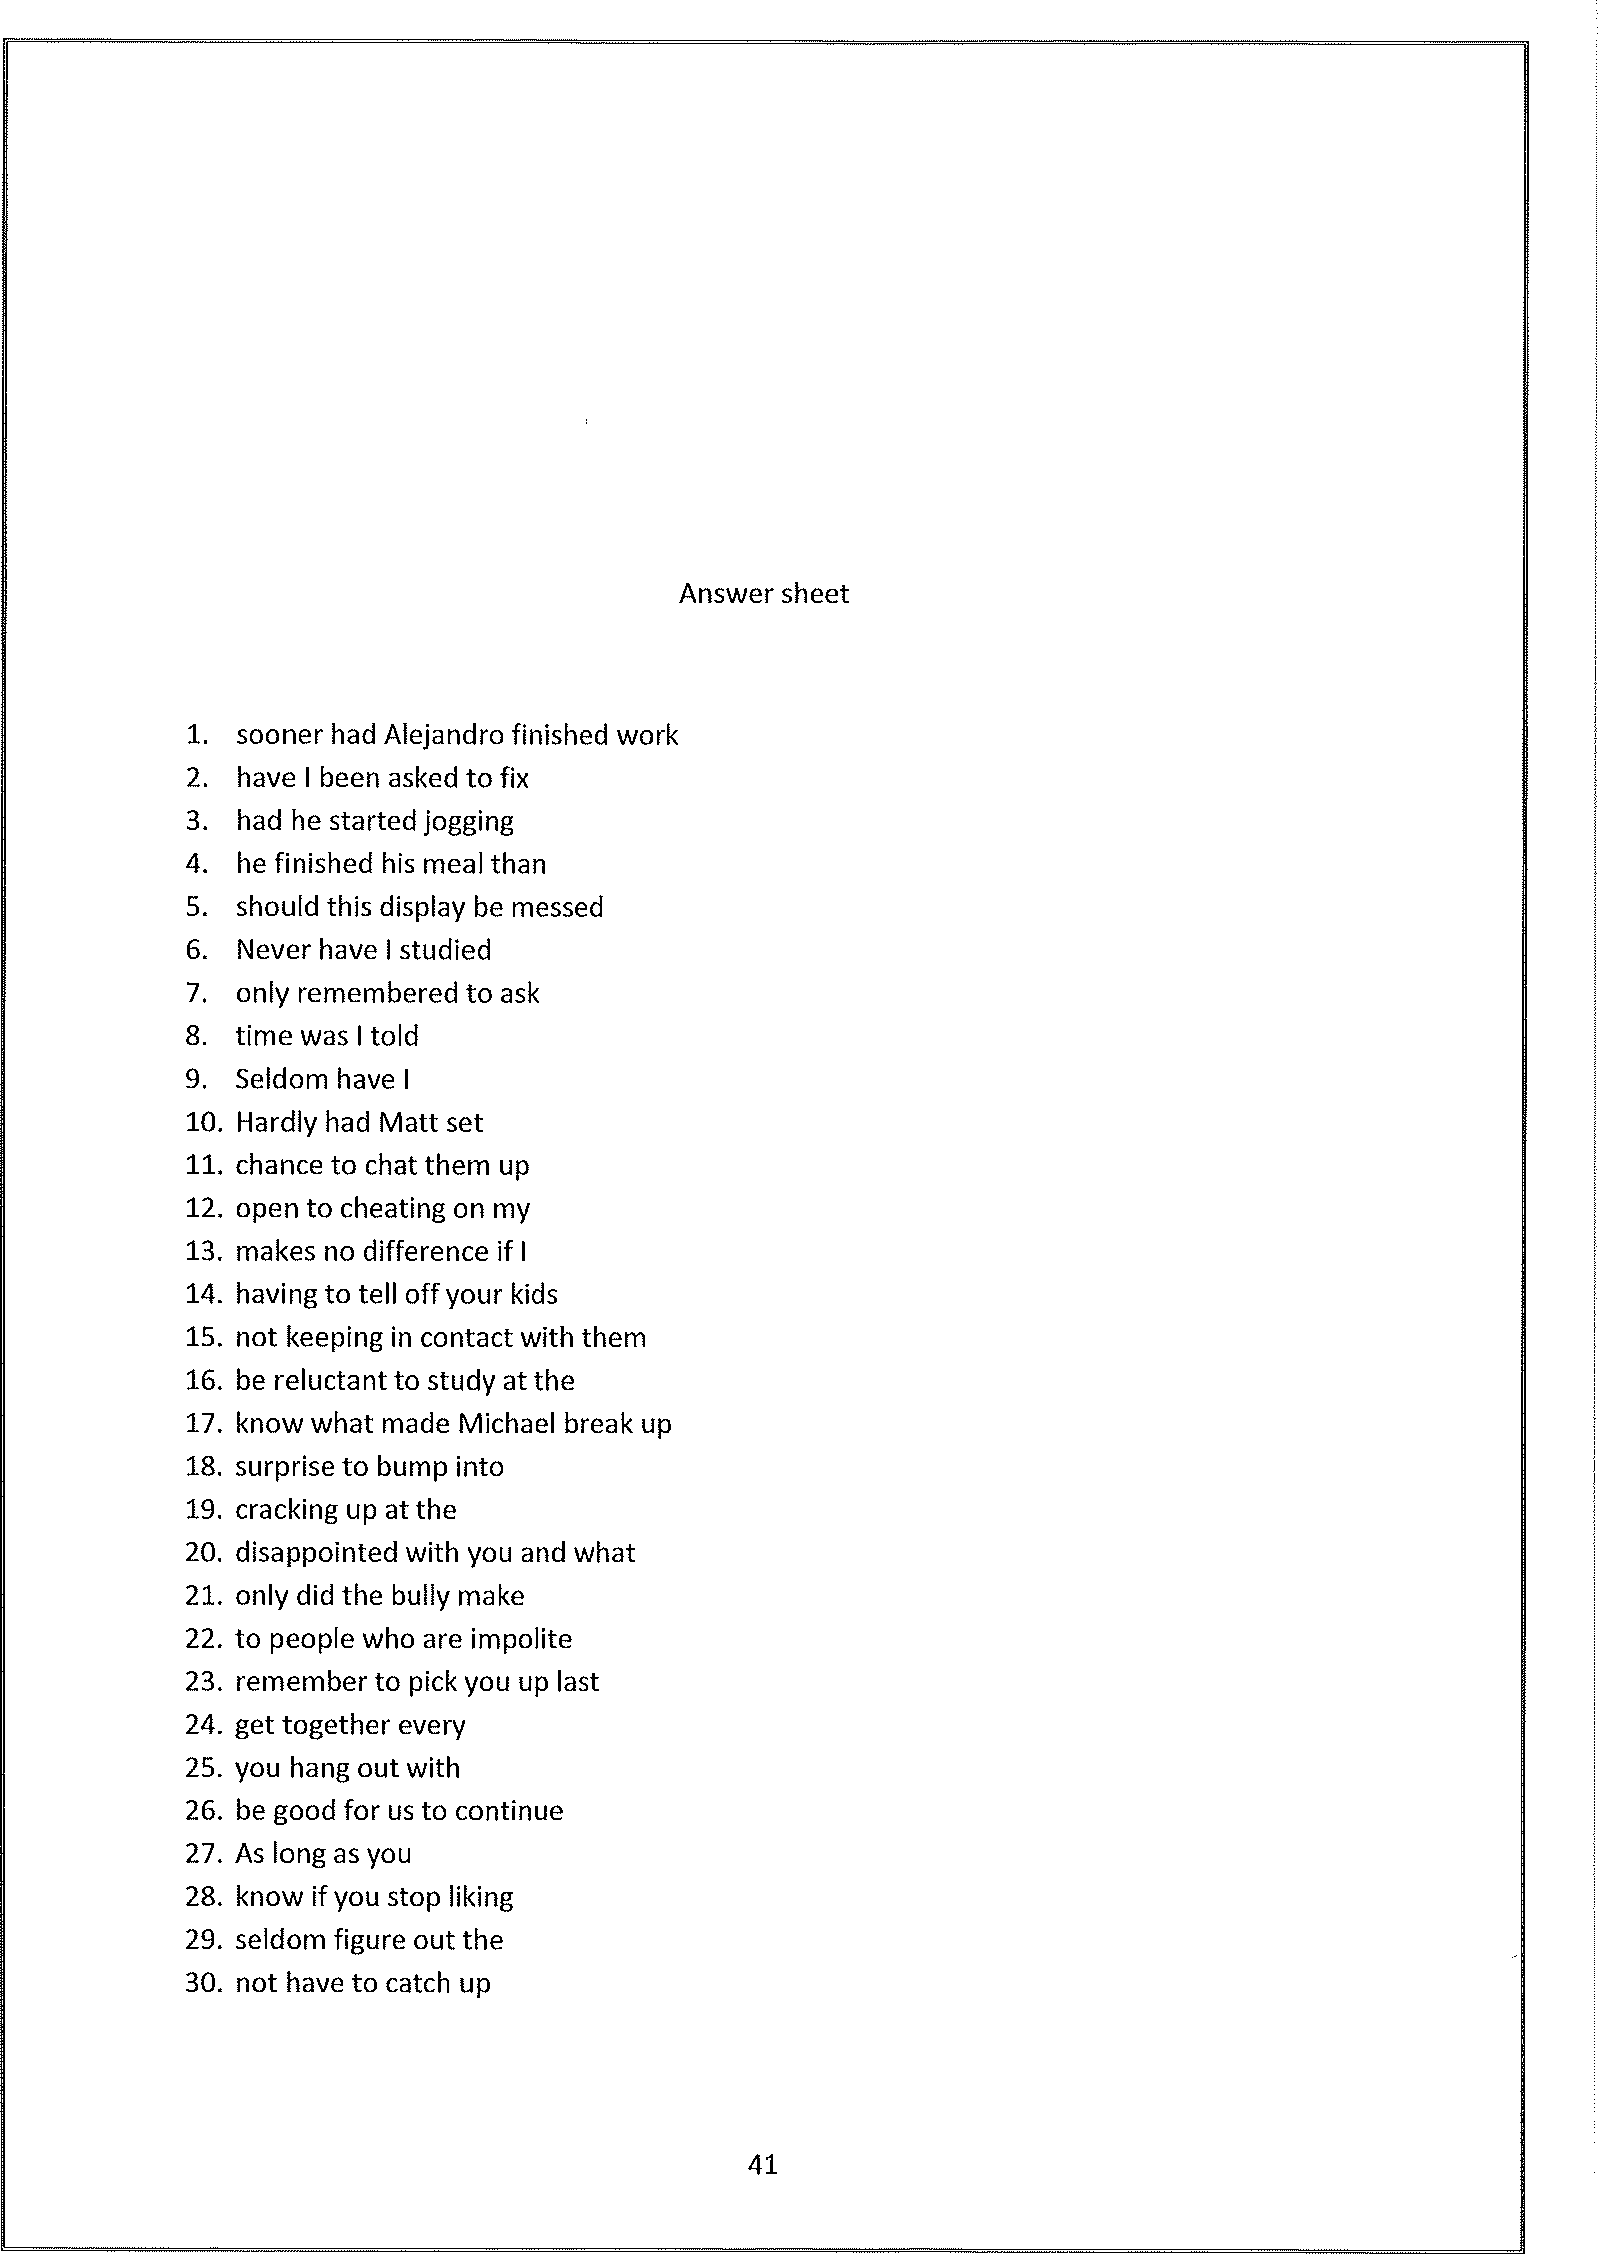 Answer sheet
1. sooner had Alejandro finished work
2. have I been asked to fix
3. had he started jogging
4. he finished his meal than
5. should this display be messed
6. Never have I studied
7. only remembered to ask
8. time was I told
9. Seldom have I
10. Hardly had Matt set
11. chance to chat them up
12. open to cheating on my
13. makes no difference if I
14. having to tell off your kids
15. not keeping in contact with them
16. be reluctant to study at the
17. know what made Michael break up
18. surprise to bump into
19. cracking up at the
20. disappointed with you and what
21. only did the bully make
22. to people who are impolite
23. remember to pick you up last
24. get together every
25. you hang out with
26. be good for us to continue
27. As long as you
28. know if you stop liking
29. seldom figure out the
30. not have to catch up
41